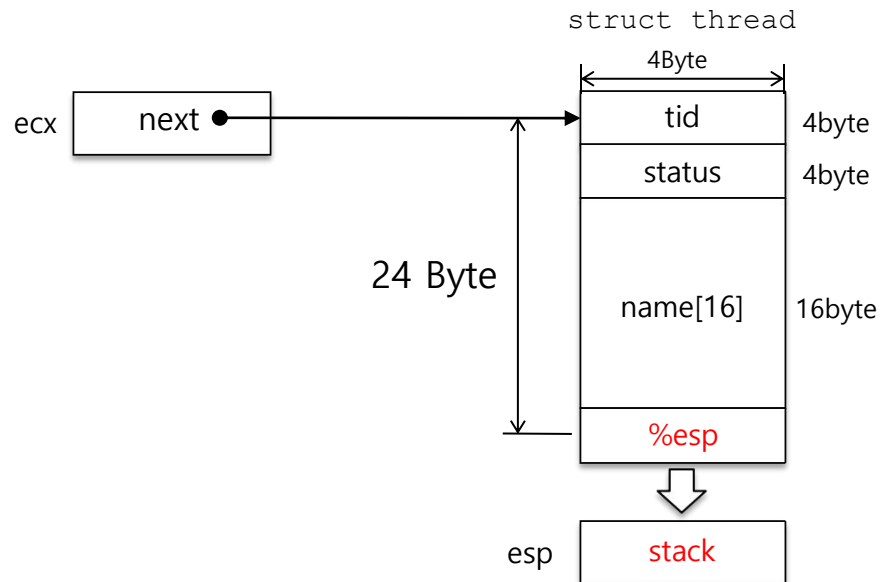 struct thread
4Byte
ecx
next
tid
4byte
status
4byte
24 Byte
name[16]
16byte
%esp
esp
stack